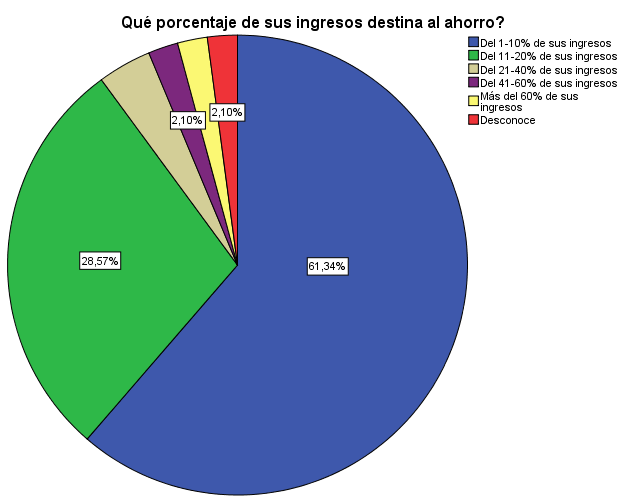 Qué porcentaje de sus ingresos destina al ahorro?
Del 1-10% de sus ingresos
Del 11-20% de sus ingresos
Del 21-40% de sus ingresos
Del 41-60% de sus ingresos
Más del 60% de sus
ingresos
Desconoce
2,10%
2,10%
28,57%
61,34%